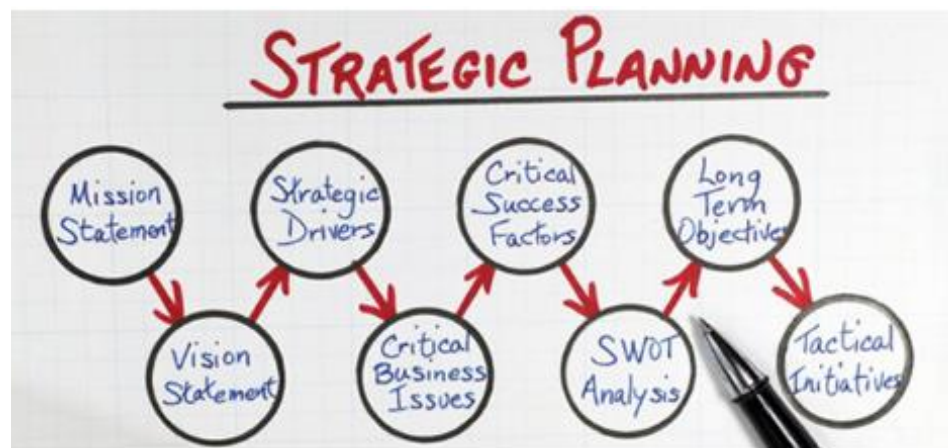 STRATEGIC PLANNING
Mission
Statement
Vision
Statement
Strategic
Drivers
Critical
Business
Issues
Critical
Success
Factors
SWOT
Analysis
Long
Term
Objectives
Tactical
Initiatives